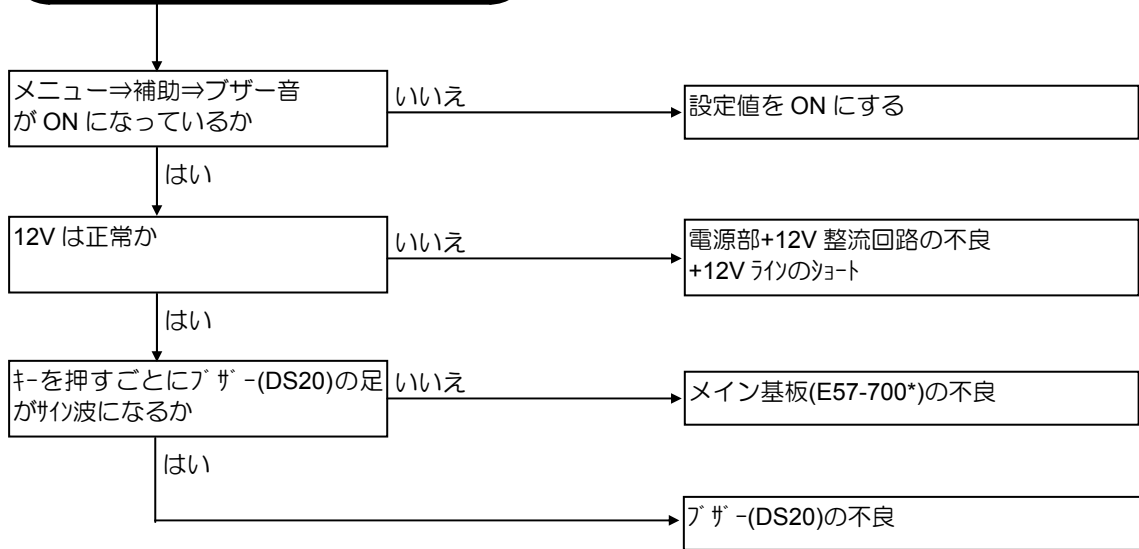 メニュー⇒補助⇒ブザー音
が ON になっているか
いいえ
設定値を ON にする
はい
12V は正常か
いいえ
電源部+12V 整流回路の不良
+12V ﾗｲﾝのｼｮｰﾄ
はい
ｷｰを押すごとにﾌﾞｻﾞｰ(DS20)の足
がｻｲﾝ波になるか
いいえ
メイン基板(E57-700*)の不良
はい
ﾌﾞｻﾞｰ(DS20)の不良